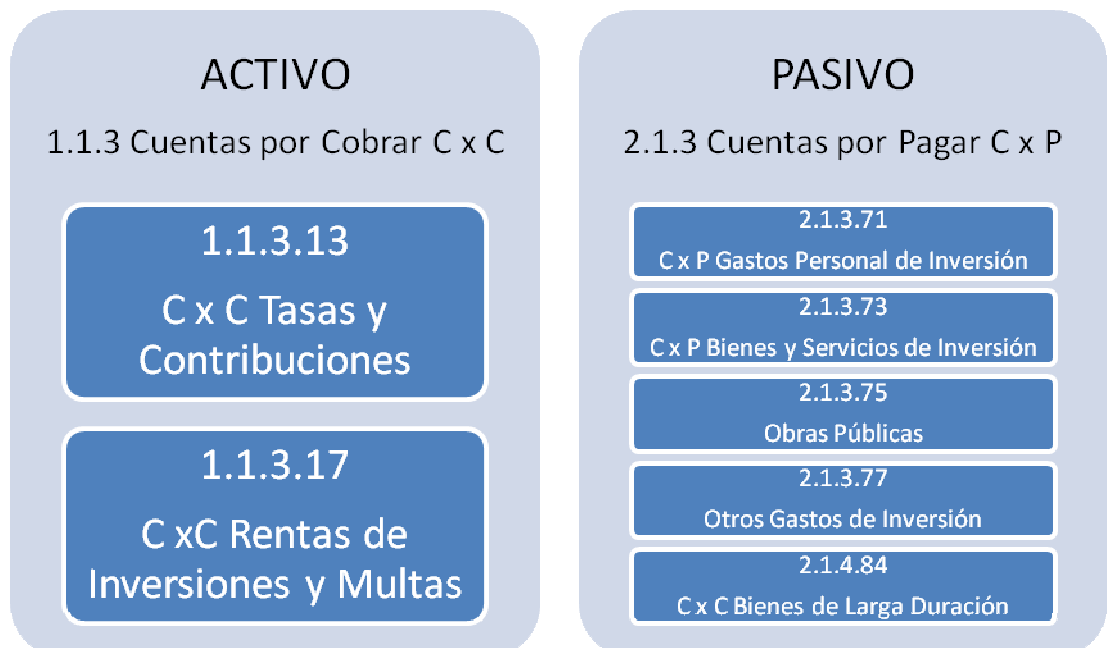 ACTIVO
1.1.3 Cuentas por Cobrar C x C
1.1.3.13
C x C Tasas y
Contribuciones
1.1.3.17
C xC Rentas de
Inversiones y Multas
PASIVO
2.1.3 Cuentas por Pagar C x P
2.1.3.71
C x P Gastos Personal de Inversión
2.1.3.73
C x P Bienes y Servicios de Inversión
2.1.3.75
Obras Públicas
2.1.3.77
Otros Gastos de Inversión
2.1.4.84
C x C Bienes de Larga Duración